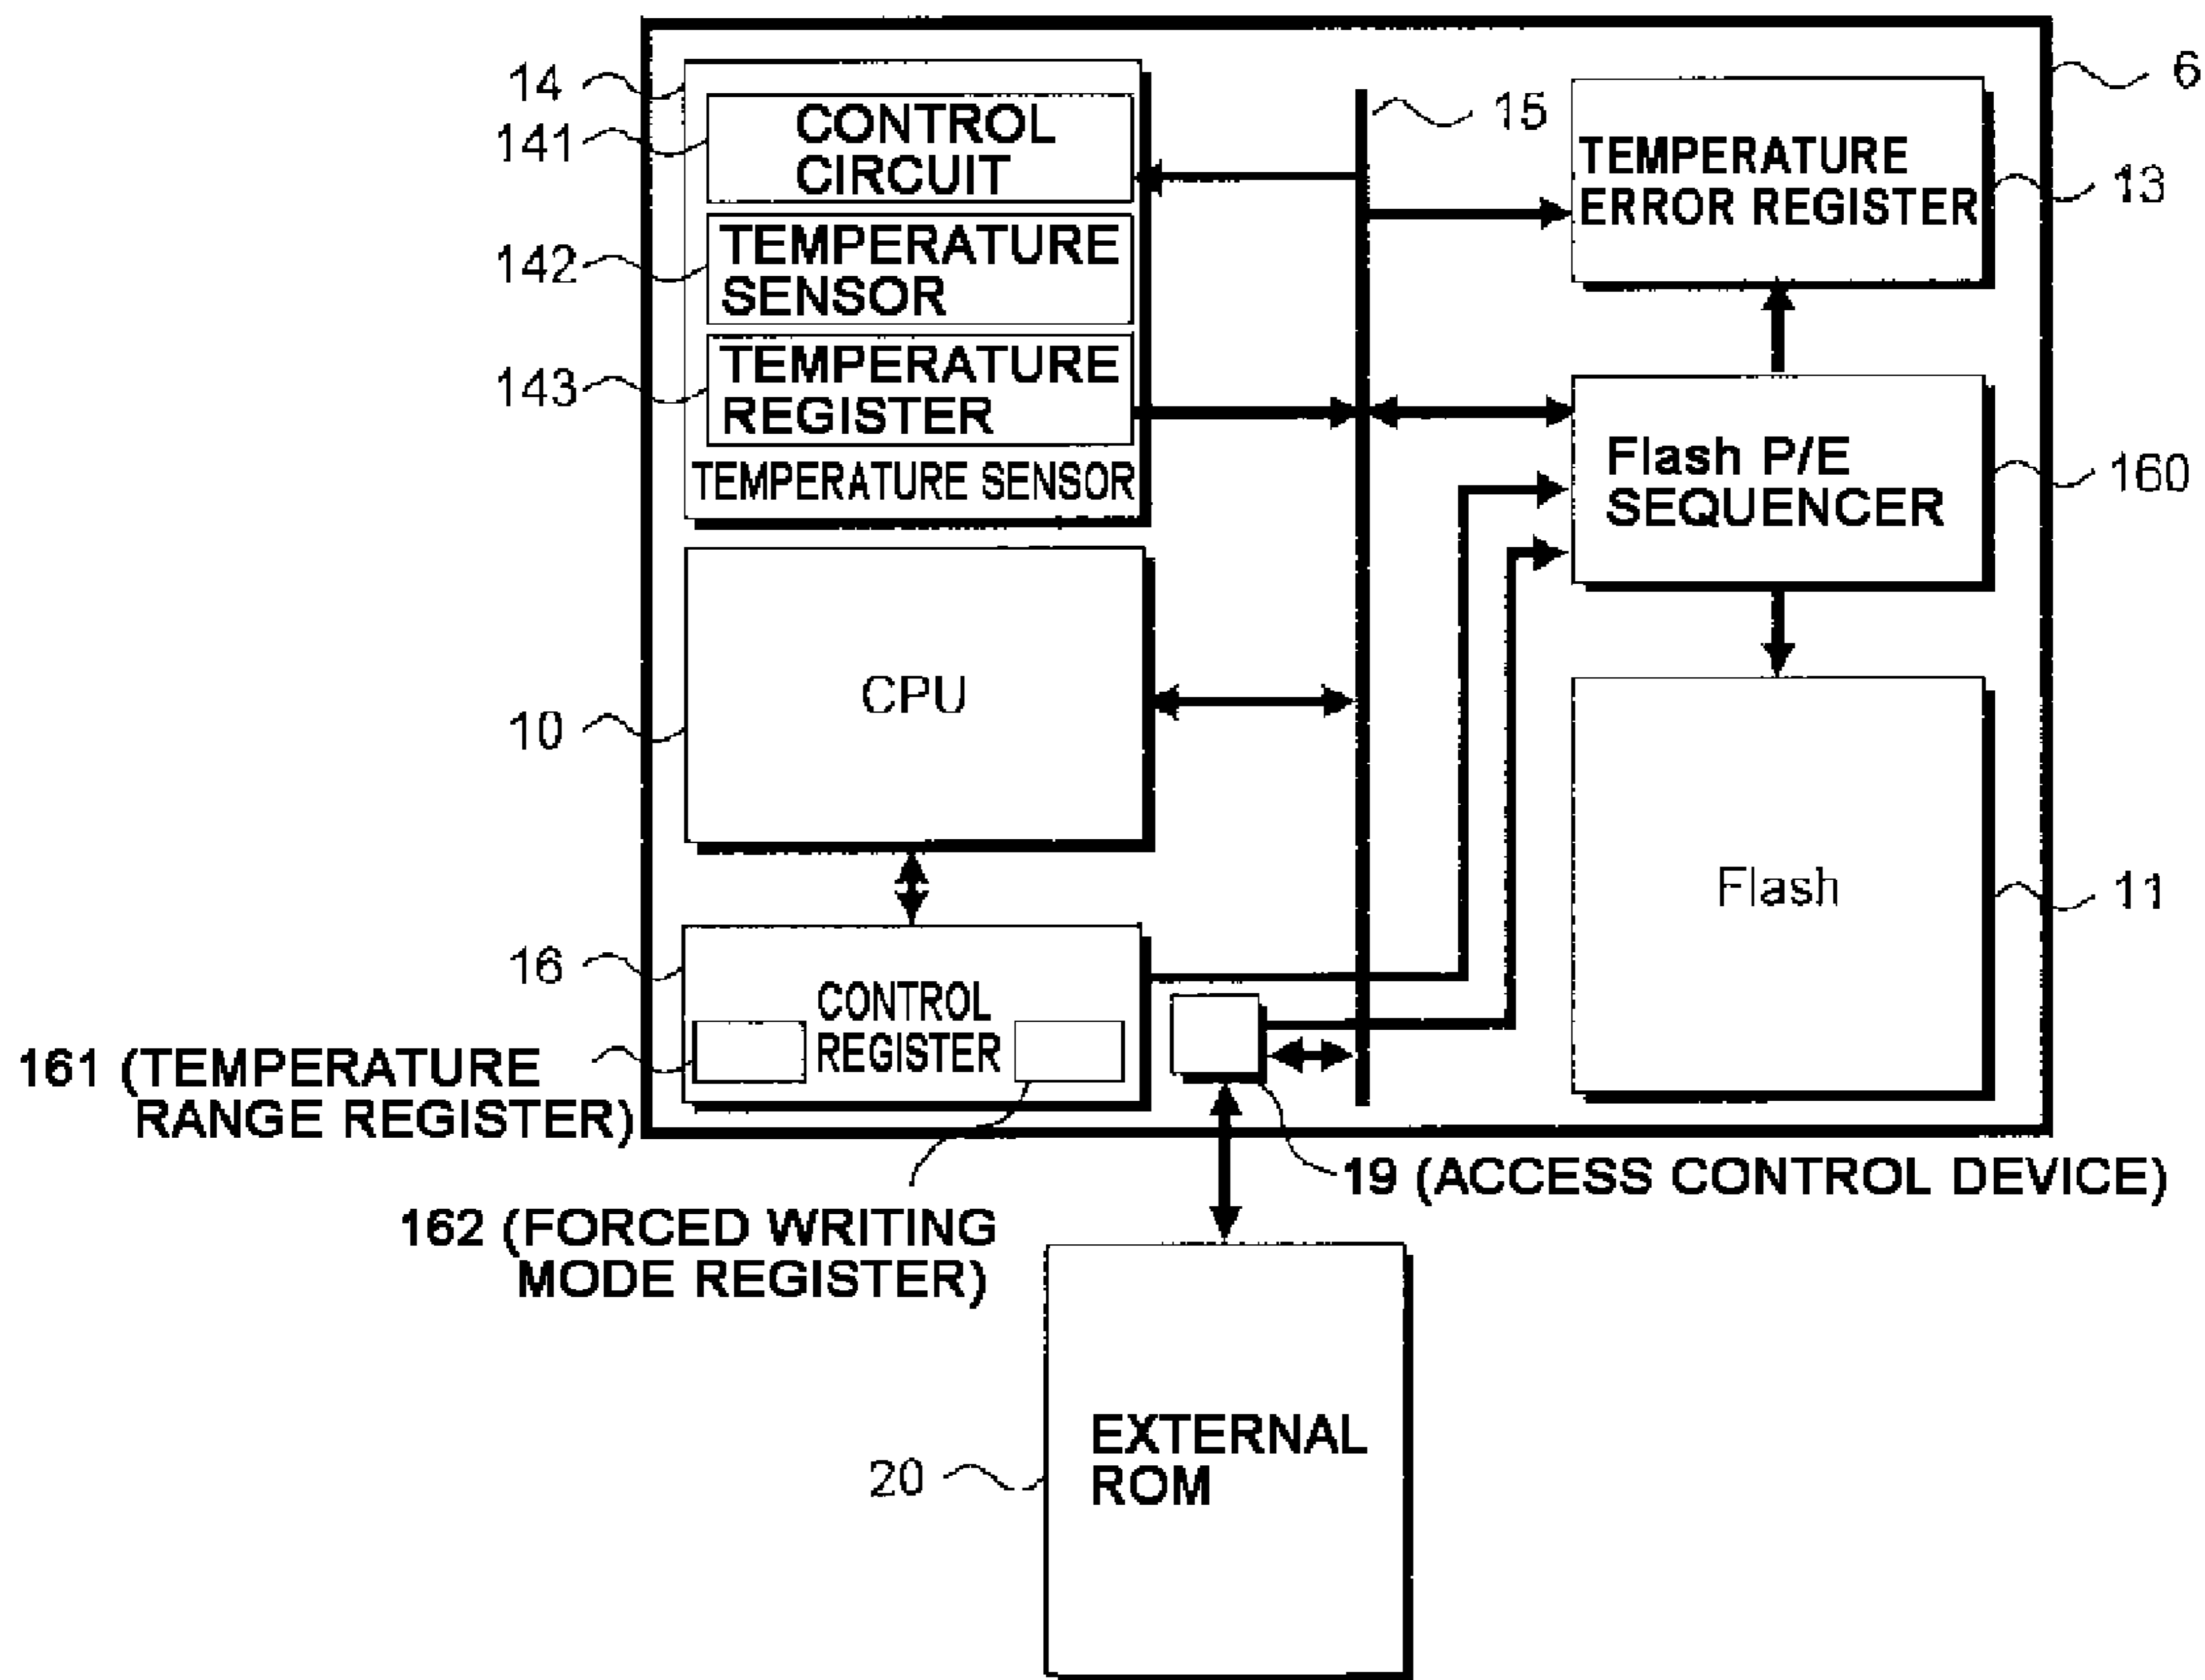 14
141
CONTROL
CIRCUIT
142
TEMPERATURE
SENSOR
143
TEMPERATURE
REGISTER
TEMPERATURE SENSOR
15
6
TEMPERATURE
ERROR REGISTER
13
Flash P/E
SEQUENCER
160
10
CPU
Flash
11
16
CONTROL
REGISTER
161 (TEMPERATURE
RANGE REGISTER)
162 (FORCED WRITING
MODE REGISTER)
19 (ACCESS CONTROL DEVICE)
20
EXTERNAL
ROM